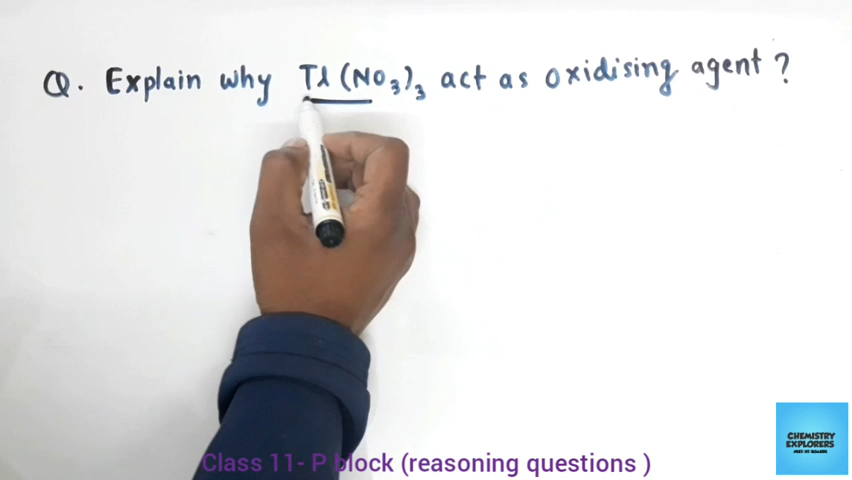 Q. Explain why Tl(NO₃)₃ act as oxidising agent ?
CHEMISTRY
EXPLORERS
Class 11- P block (reasoning questions )